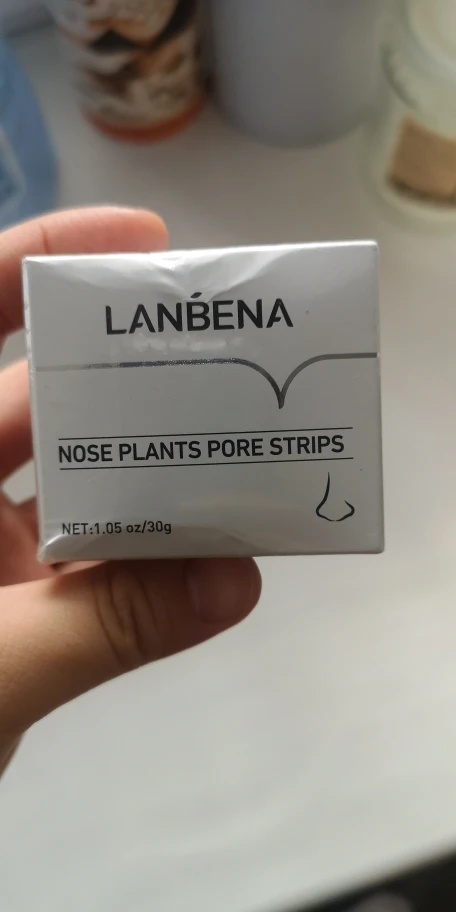 LANBENA
NOSE PLANTS PORE STRIPS
NET:1.05 oz/30g